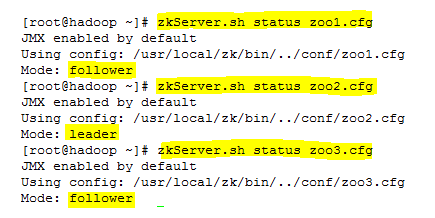 [root@hadoop ~]# zkServer.sh status zoo1.cfg
JMX enabled by default
Using config: /usr/local/zk/bin/../conf/zoo1.cfg
Mode: follower
[root@hadoop ~]# zkServer.sh status zoo2.cfg
JMX enabled by default
Using config: /usr/local/zk/bin/../conf/zoo2.cfg
Mode: leader
[root@hadoop ~]# zkServer.sh status zoo3.cfg
JMX enabled by default
Using config: /usr/local/zk/bin/../conf/zoo3.cfg
Mode: follower